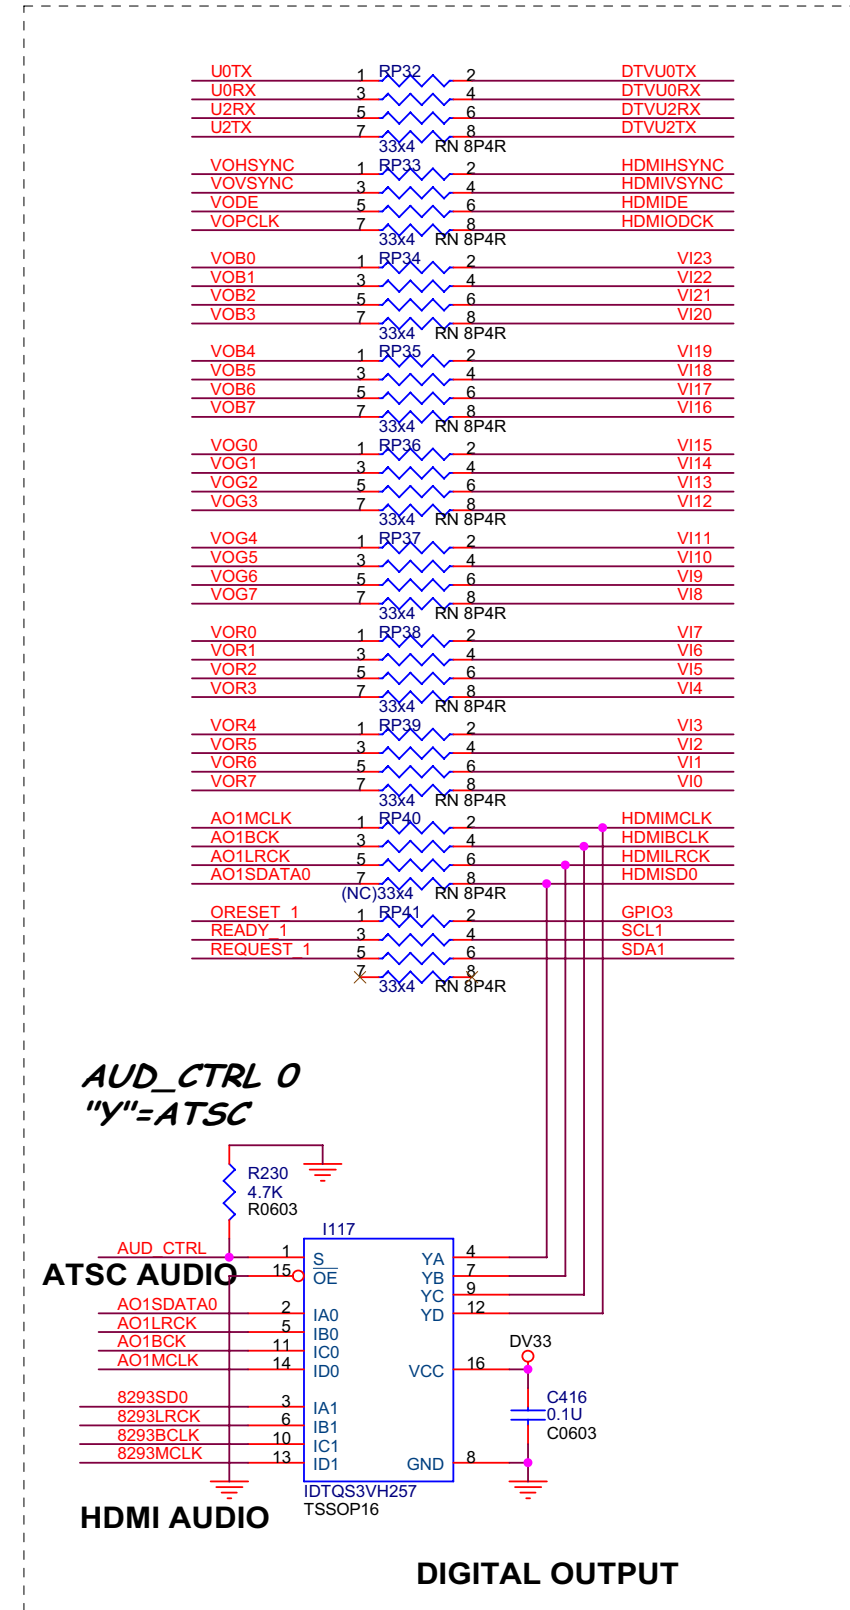 U0TX 1 RP32 2 DTVU0TX
U0RX 3 4 DTVU0RX
U2RX 5 6 DTVU2RX
U2TX 7 8 DTVU2TX
33x4 RN 8P4R
VOHSYNC 1 RP33 2 HDMIHSYNC
VOVSYNC 3 4 HDMIVSYNC
VODE 5 6 HDMIDE
VOPCLK 7 8 HDMIODCK
33x4 RN 8P4R
VOB0 1 RP34 2 VI23
VOB1 3 4 VI22
VOB2 5 6 VI21
VOB3 7 8 VI20
33x4 RN 8P4R
VOB4 1 RP35 2 VI19
VOB5 3 4 VI18
VOB6 5 6 VI17
VOB7 7 8 VI16
33x4 RN 8P4R
VOG0 1 RP36 2 VI15
VOG1 3 4 VI14
VOG2 5 6 VI13
VOG3 7 8 VI12
33x4 RN 8P4R
VOG4 1 RP37 2 VI11
VOG5 3 4 VI10
VOG6 5 6 VI9
VOG7 7 8 VI8
33x4 RN 8P4R
VOR0 1 RP38 2 VI7
VOR1 3 4 VI6
VOR2 5 6 VI5
VOR3 7 8 VI4
33x4 RN 8P4R
VOR4 1 RP39 2 VI3
VOR5 3 4 VI2
VOR6 5 6 VI1
VOR7 7 8 VI0
33x4 RN 8P4R
AO1MCLK 1 RP40 2 HDMIMCLK
AO1BCK 3 4 HDMIBCLK
AO1LRCK 5 6 HDMILRCK
AO1SDATA0 7 8 HDMISD0
(NC)33x4 RN 8P4R
ORESET_1 1 RP41 2 GPIO3
READY_1 3 4 SCL1
REQUEST_1 5 6 SDA1
7 8
33x4 RN 8P4R
AUD_CTRL 0
"Y"=ATSC
R230
4.7K
R0603
I117
AUD_CTRL 1 S YA 4
ATSC AUDIO 15 OE YB 7
YC 9
AO1SDATA0 2 IA0 YD 12
AO1LRCK 5 IB0
AO1BCK 11 IC0
AO1MCLK 14 ID0 VCC 16
DV33
8293SD0 3 IA1
8293LRCK 6 IB1
8293BCLK 10 IC1
8293MCLK 13 ID1 GND 8
C416
0.1U
C0603
IDTQS3VH257
TSSOP16
HDMI AUDIO
DIGITAL OUTPUT